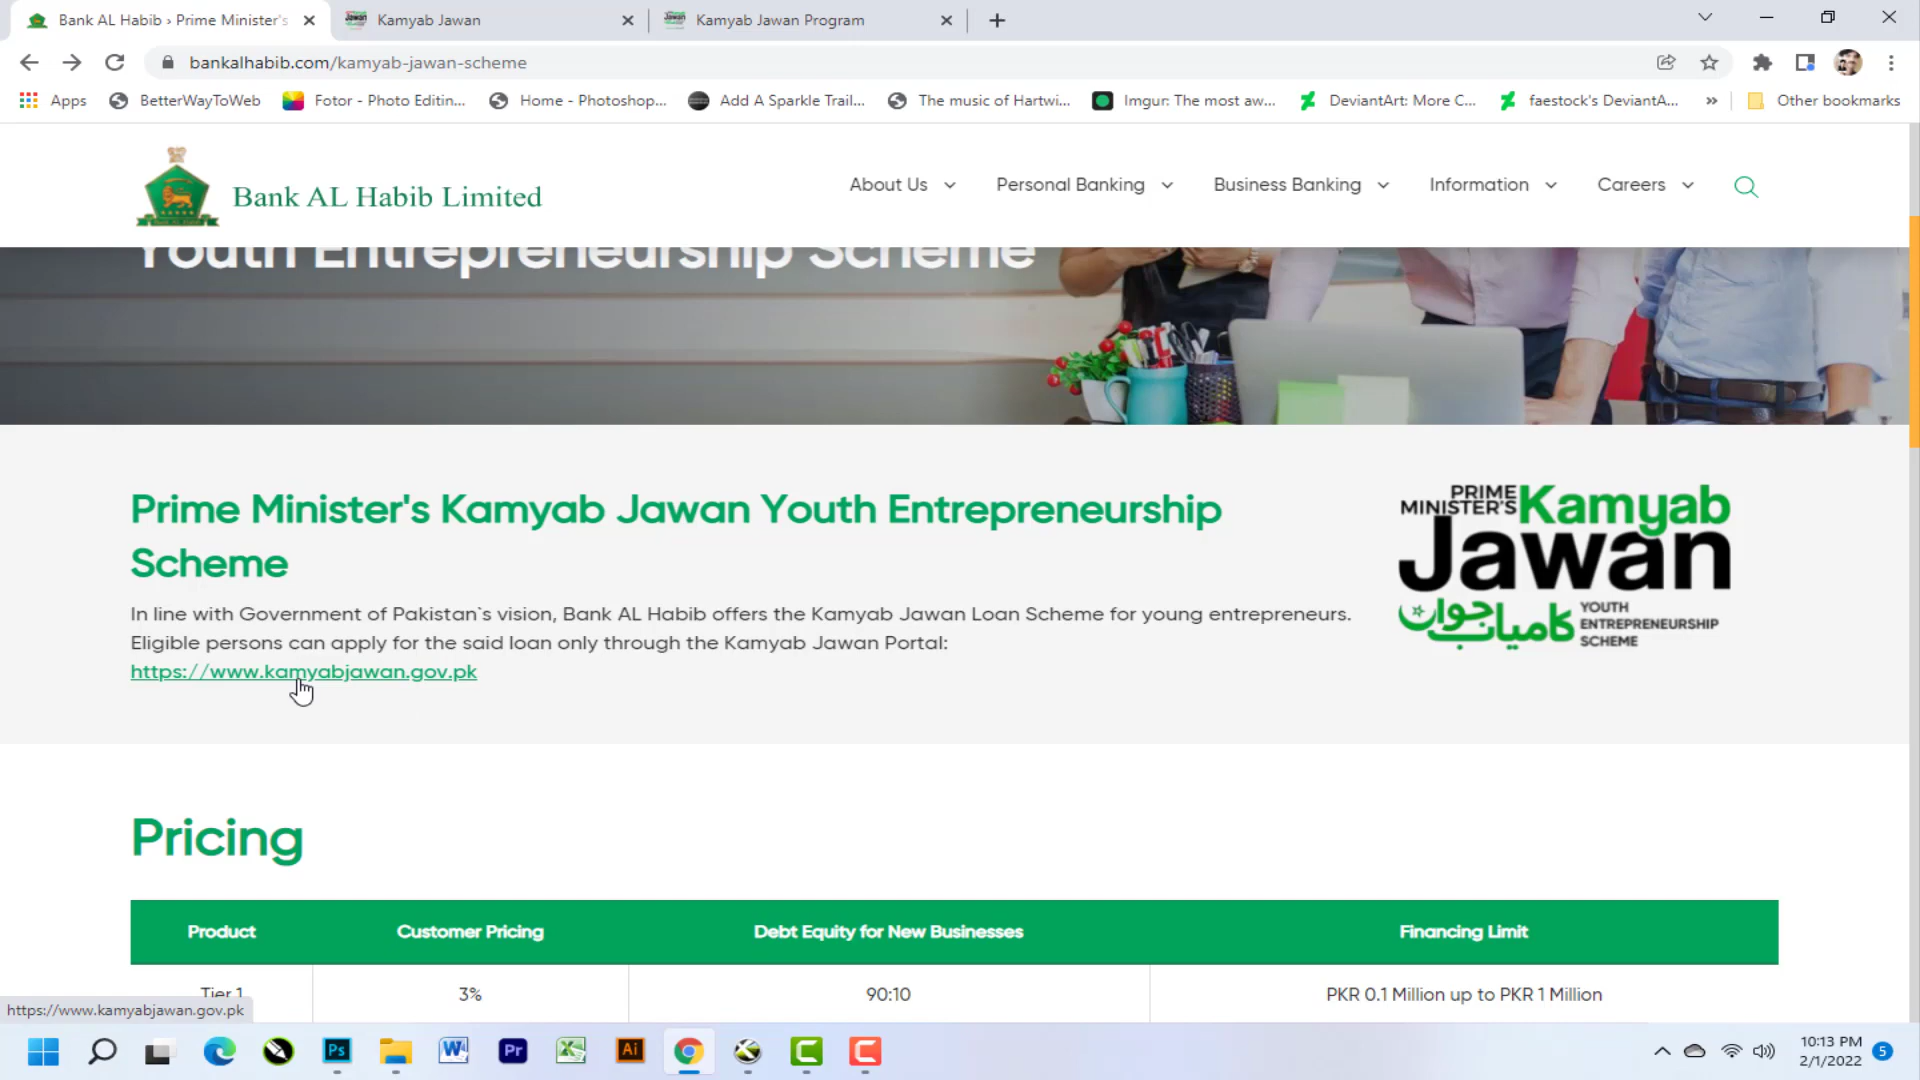 Bank AL Habib › Prime Minister's
Kamyab Jawan
Kamyab Jawan Program
bankalhabib.com/kamyab-jawan-scheme
Apps
BetterWayToWeb
Fotor - Photo Editin...
Home - Photoshop...
Add A Sparkle Trail...
The music of Hartwi...
Imgur: The most aw...
DeviantArt: More C...
faestock's DeviantA...
»
Other bookmarks
Bank AL Habib Limited
About Us
Personal Banking
Business Banking
Information
Careers
Youth Entrepreneurship Scheme
Prime Minister's Kamyab Jawan Youth Entrepreneurship
Scheme
In line with Government of Pakistan`s vision, Bank AL Habib offers the Kamyab Jawan Loan Scheme for young entrepreneurs.
Eligible persons can apply for the said loan only through the Kamyab Jawan Portal:
https://www.kamyabjawan.gov.pk
PRIME
MINISTER'S Kamyab
Jawan
کامیاب جوان
YOUTH
ENTREPRENEURSHIP
SCHEME
Pricing
Product Customer Pricing Debt Equity for New Businesses Financing Limit
Tier 1 3% 90:10 PKR 0.1 Million up to PKR 1 Million
https://www.kamyabjawan.gov.pk
Ps
W
Pr
X
Ai
10:13 PM
2/1/2022
5